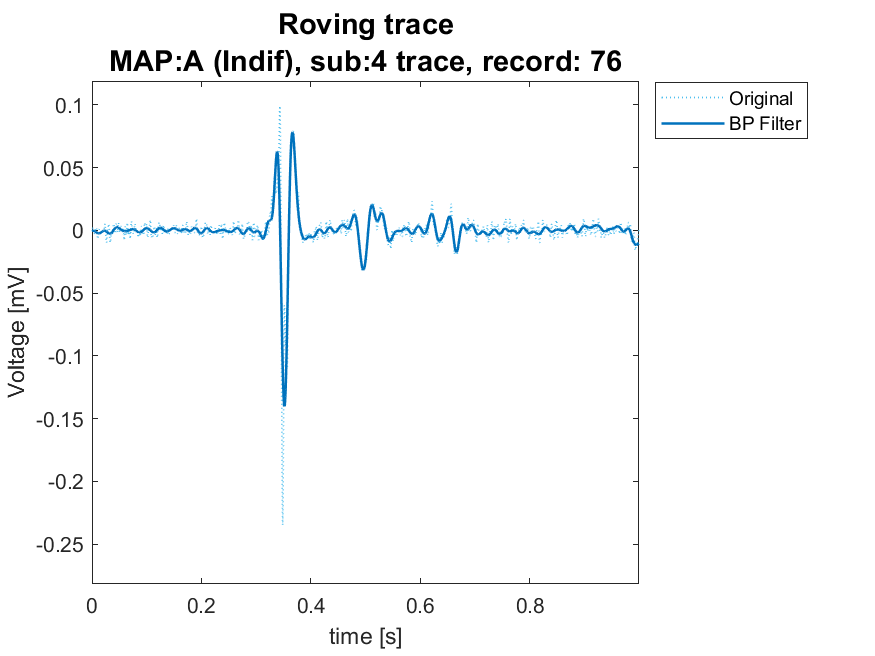 Roving trace
MAP:A (Indif), sub:4 trace, record: 76
Original
BP Filter
0.1
0.05
0
-0.05
-0.1
-0.15
-0.2
-0.25
Voltage [mV]
0 0.2 0.4 0.6 0.8
time [s]